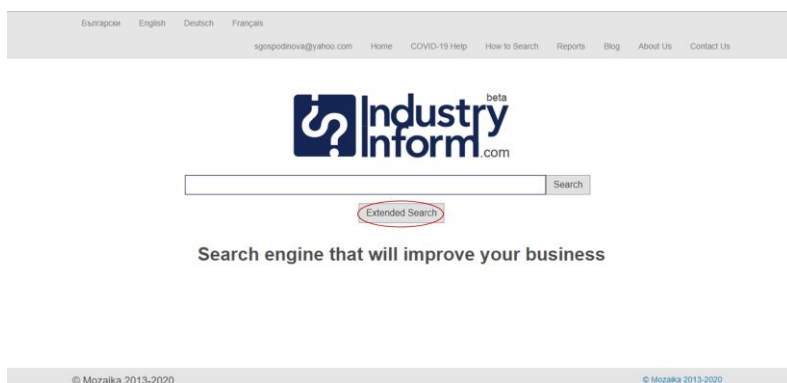 Български English Deutsch Français
sgospodinova@yahoo.com Home COVID-19 Help How to Search Reports Blog About Us Contact Us
beta
Industry
Inform.com
Search
Extended Search
Search engine that will improve your business
© Mozaika 2013-2020 © Mozaika 2013-2020